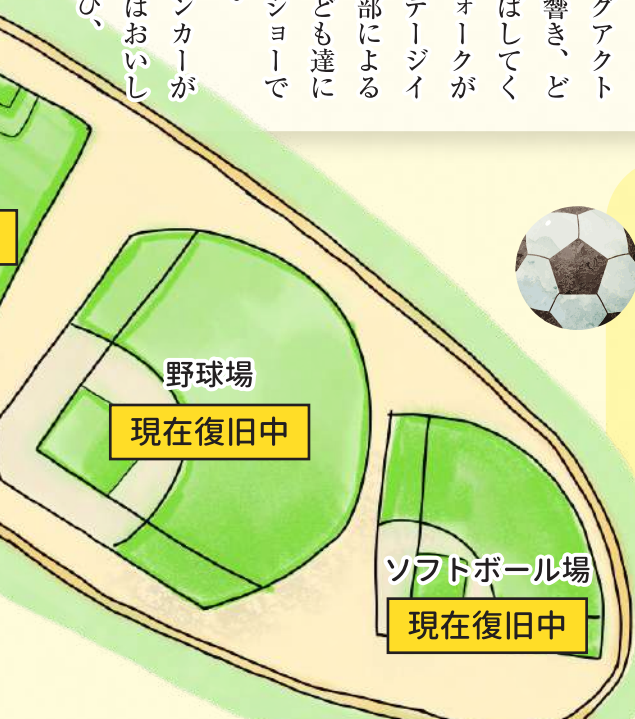 グアクト
響き、ど
はしてく
ォークが
テージイ
部による
ども達に
ショーで
ンカーが
はおいし
び、
野球場
現在復旧中
ソフトボール場
現在復旧中